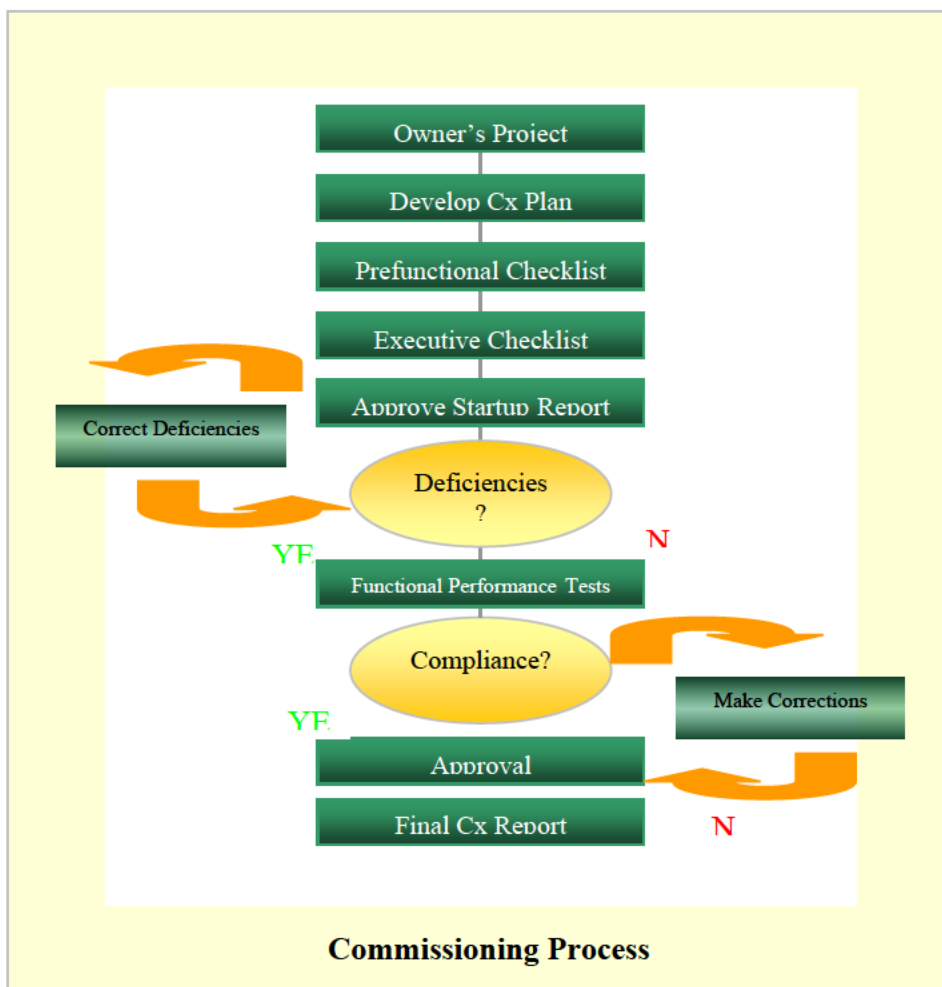 Owner's Project
Develop Cx Plan
Prefunctional Checklist
Executive Checklist
Approve Startup Report
Correct Deficiencies
Deficiencies
?
YE
N
Functional Performance Tests
Compliance?
Make Corrections
YE
Approval
N
Final Cx Report
Commissioning Process